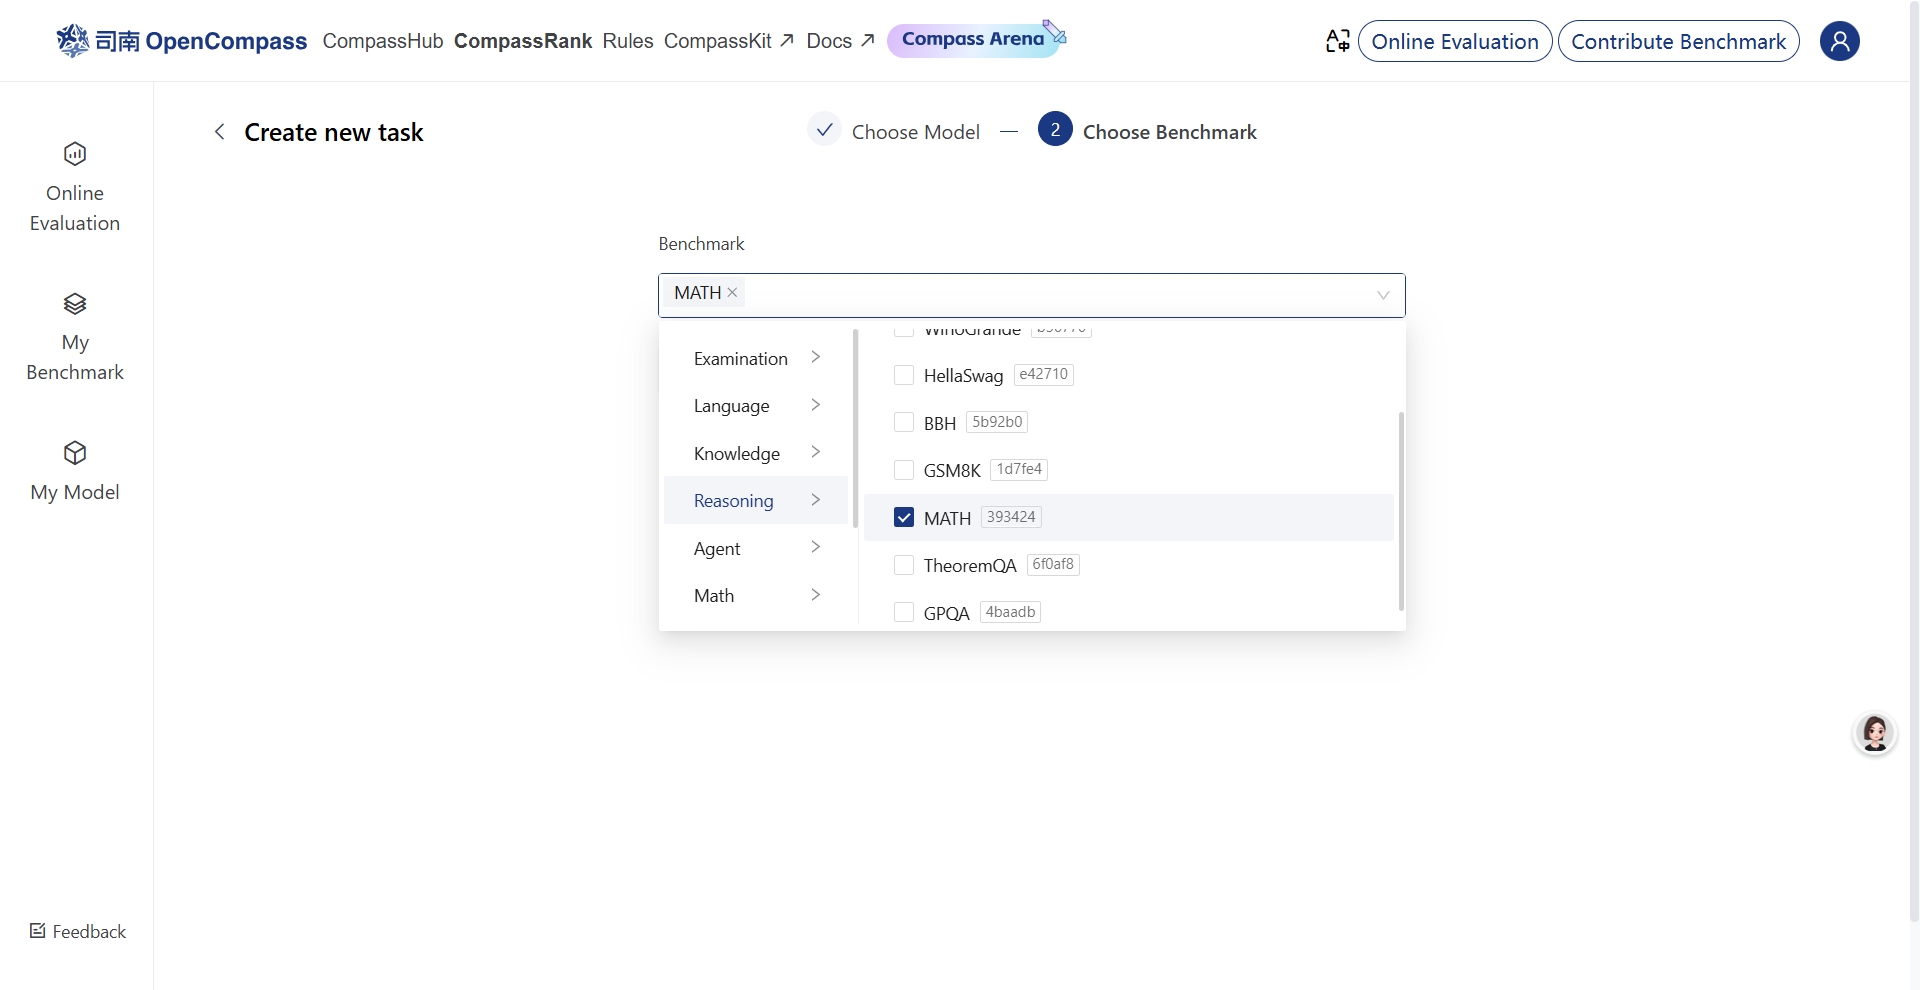 司南 OpenCompass CompassHub CompassRank Rules CompassKit Docs Compass Arena Online Evaluation Contribute Benchmark
Create new task
Choose Model — 2 Choose Benchmark
Online
Evaluation
My
Benchmark
My Model
Feedback
Benchmark
MATH
Examination
Language
Knowledge
Reasoning
Agent
Math
WinoGrande
HellaSwag e42710
BBH 5b92b0
GSM8K 1d7fe4
MATH 393424
TheoremQA 6f0af8
GPQA 4baadb